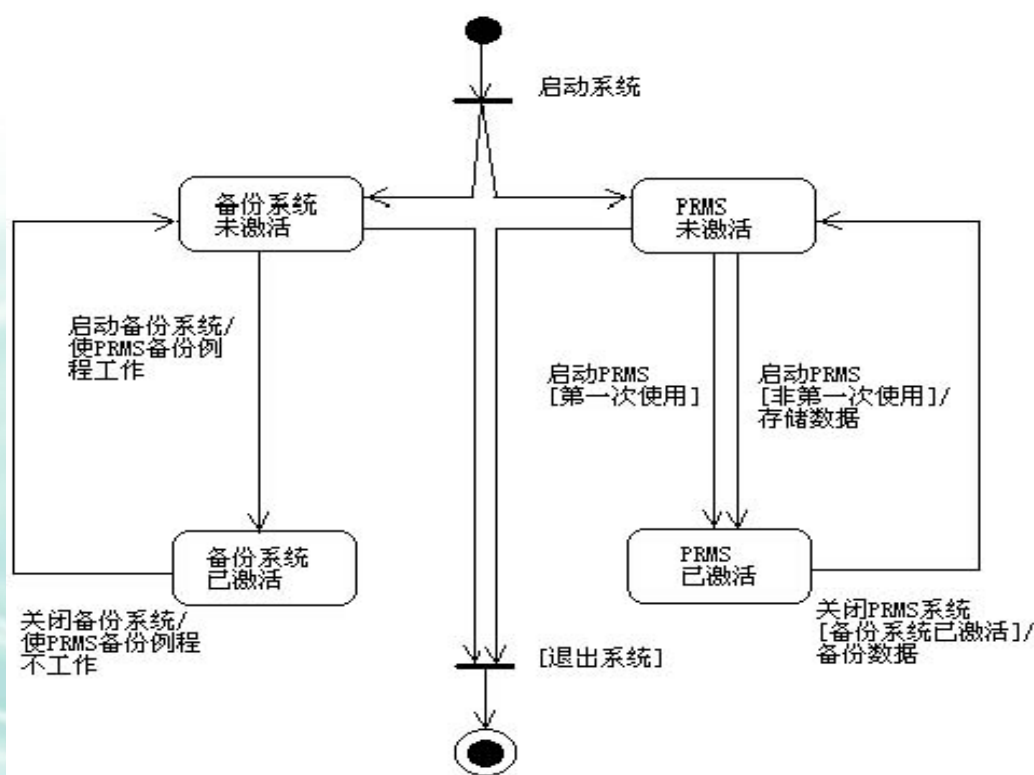 启动系统
备份系统
未激活
PRMS
未激活
启动备份系统/
使PRMS备份例
程工作
启动PRMS
[第一次使用]
启动PRMS
[非第一次使用]/
存储数据
备份系统
已激活
PRMS
已激活
关闭备份系统/
使PRMS备份例程
不工作
[退出系统]
关闭PRMS系统
[备份系统已激活]/
备份数据